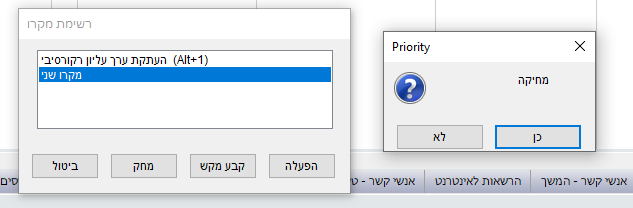 רשימת מקרו
העתקת ערך עליון רקורסיבי (Alt+1)
מקרו שני
הפעלה
קבע מקש
מחק
ביטול
Priority
מחיקה
כן
לא
אנשי קשר - המשך
הרשאות לאינטרנט
אנשי קשר -